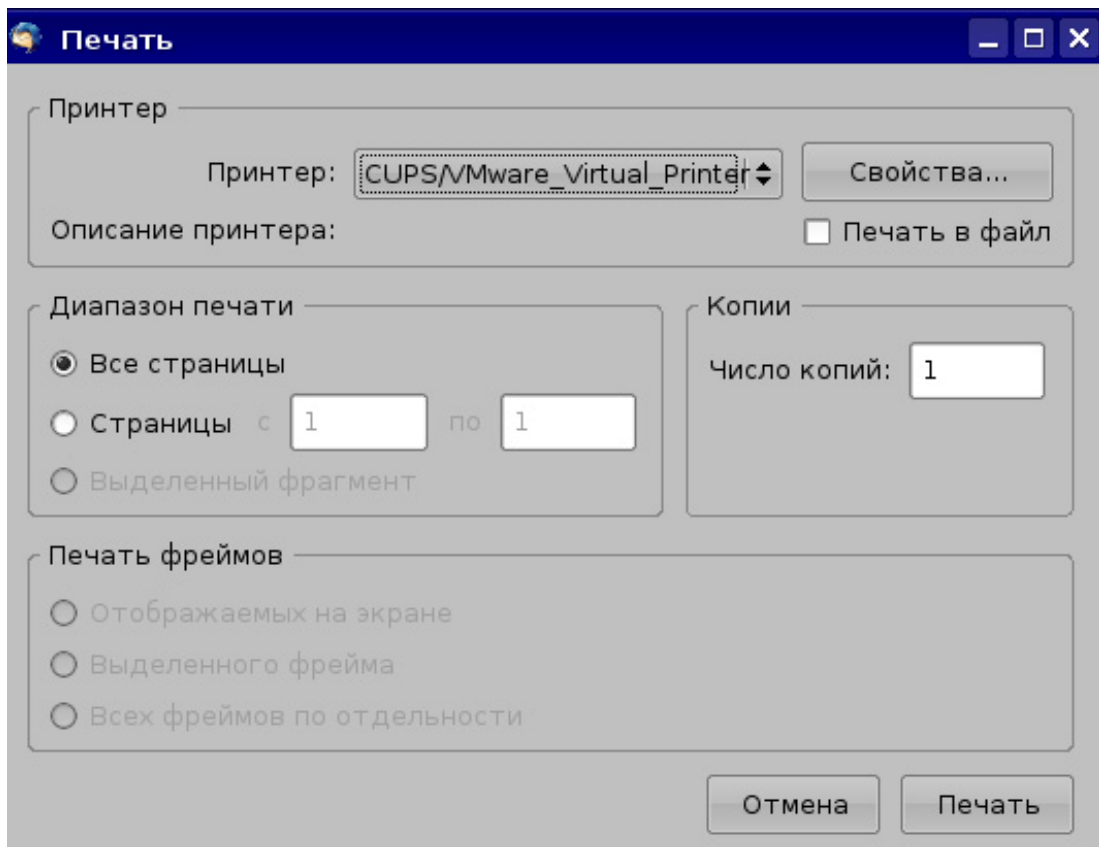 Печать
Принтер
Принтер: CUPS/VMware_Virtual_Printer Свойства...
Описание принтера: Печать в файл
Диапазон печати
Все страницы
Страницы с 1 по 1
Выделенный фрагмент
Копии
Число копий: 1
Печать фреймов
Отображаемых на экране
Выделенного фрейма
Всех фреймов по отдельности
Отмена Печать